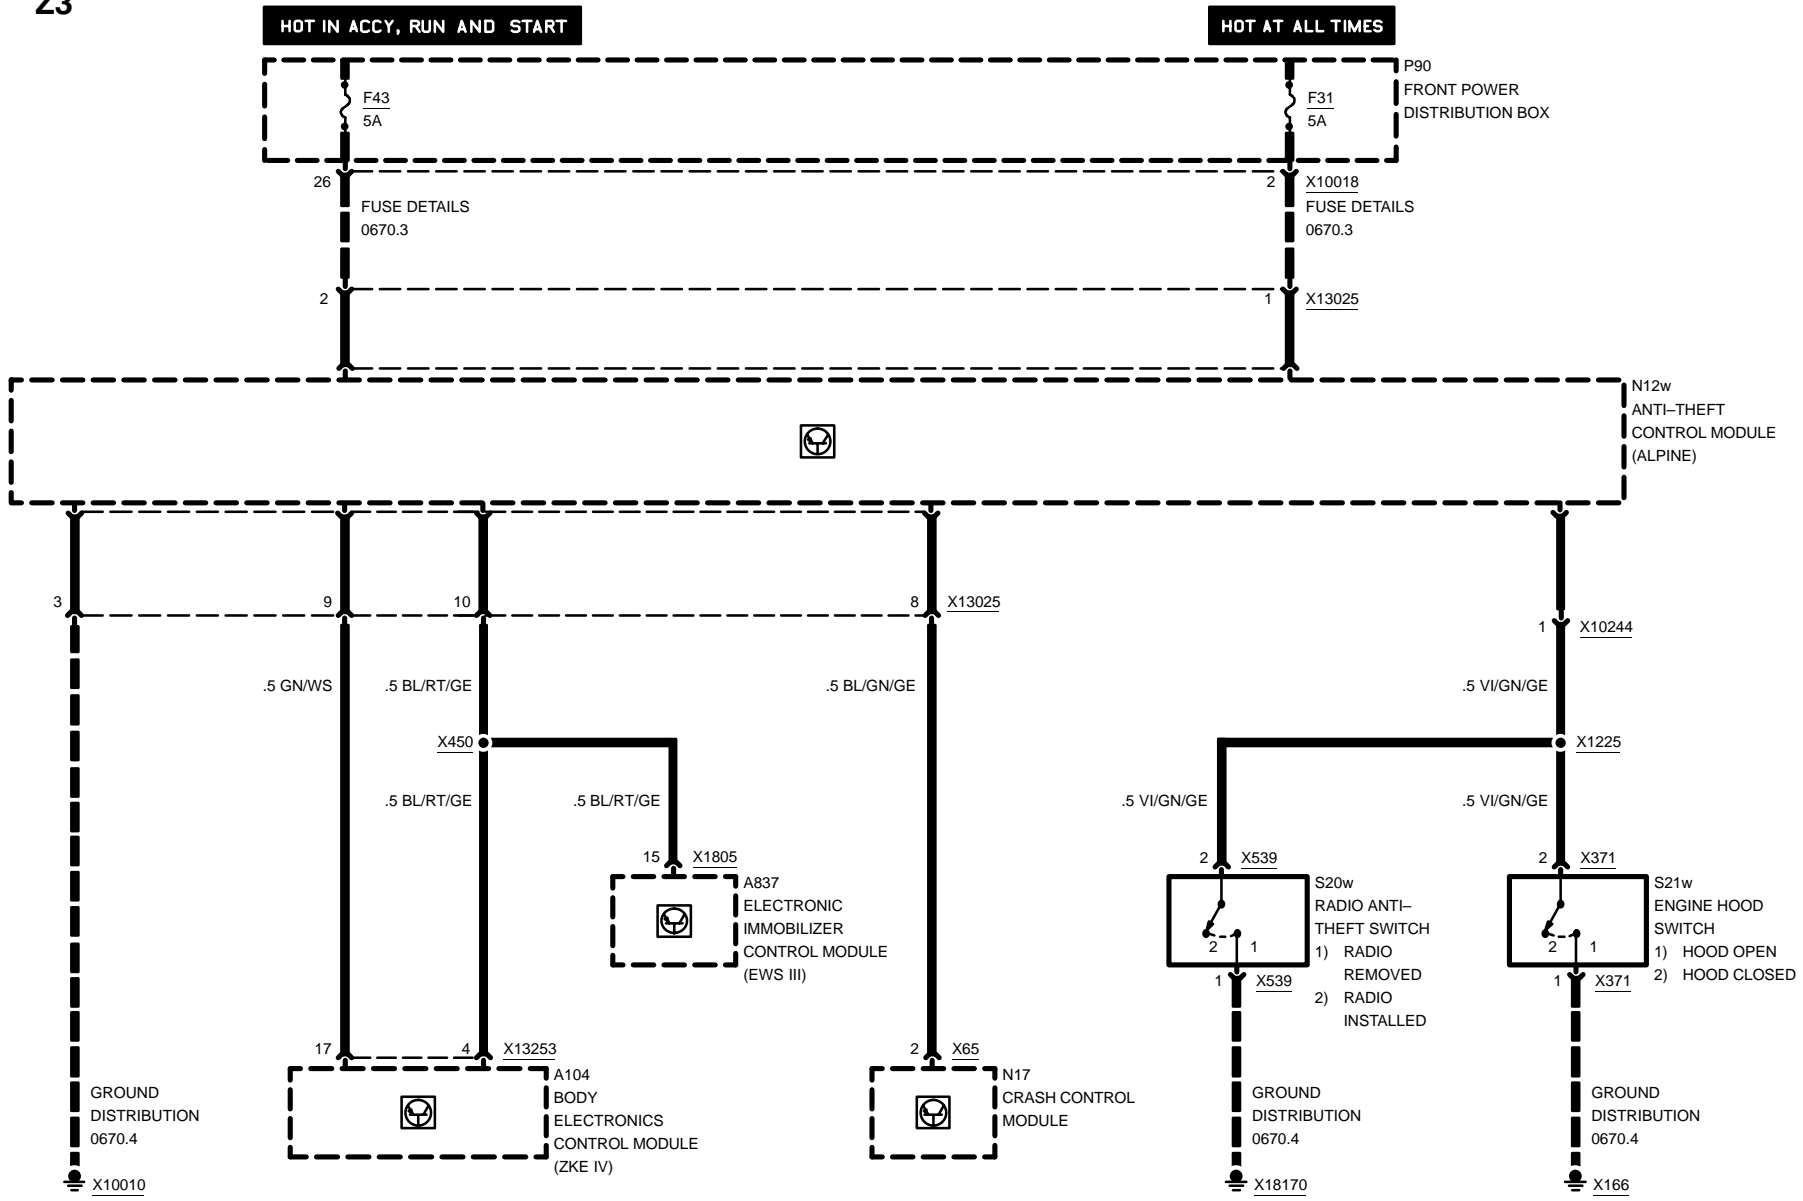 Z3
HOT IN ACCY, RUN AND START
HOT AT ALL TIMES
P90
FRONT POWER
DISTRIBUTION BOX
F43
5A
F31
5A
26
FUSE DETAILS
0670.3
2
X10018
FUSE DETAILS
0670.3
2
1
X13025
N12w
ANTI–THEFT
CONTROL MODULE
(ALPINE)
3
9
10
8
X13025
1
X10244
.5 GN/WS
.5 BL/RT/GE
.5 BL/GN/GE
.5 VI/GN/GE
X450
X1225
.5 BL/RT/GE
.5 BL/RT/GE
.5 VI/GN/GE
.5 VI/GN/GE
15
X1805
A837
ELECTRONIC
IMMOBILIZER
CONTROL MODULE
(EWS III)
2
X539
S20w
RADIO ANTI–
THEFT SWITCH
1) RADIO
REMOVED
2) RADIO
INSTALLED
2 1
1
X539
2
X371
S21w
ENGINE HOOD
SWITCH
1) HOOD OPEN
2) HOOD CLOSED
2 1
1
X371
17
4
X13253
A104
BODY
ELECTRONICS
CONTROL MODULE
(ZKE IV)
2
X65
N17
CRASH CONTROL
MODULE
GROUND
DISTRIBUTION
0670.4
X10010
GROUND
DISTRIBUTION
0670.4
X18170
GROUND
DISTRIBUTION
0670.4
X166